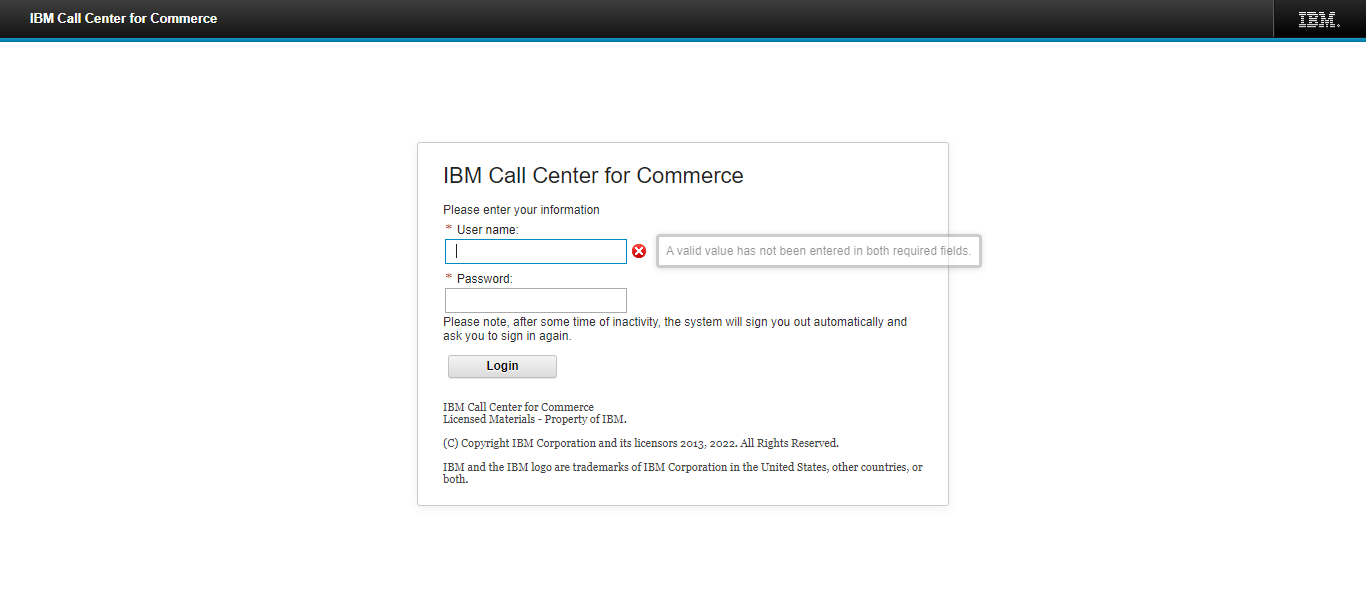 IBM Call Center for Commerce
IBM.
IBM Call Center for Commerce
Please enter your information
* User name:
A valid value has not been entered in both required fields.
* Password:
Please note, after some time of inactivity, the system will sign you out automatically and
ask you to sign in again.
Login
IBM Call Center for Commerce
Licensed Materials - Property of IBM.
(C) Copyright IBM Corporation and its licensors 2013, 2022. All Rights Reserved.
IBM and the IBM logo are trademarks of IBM Corporation in the United States, other countries, or
both.